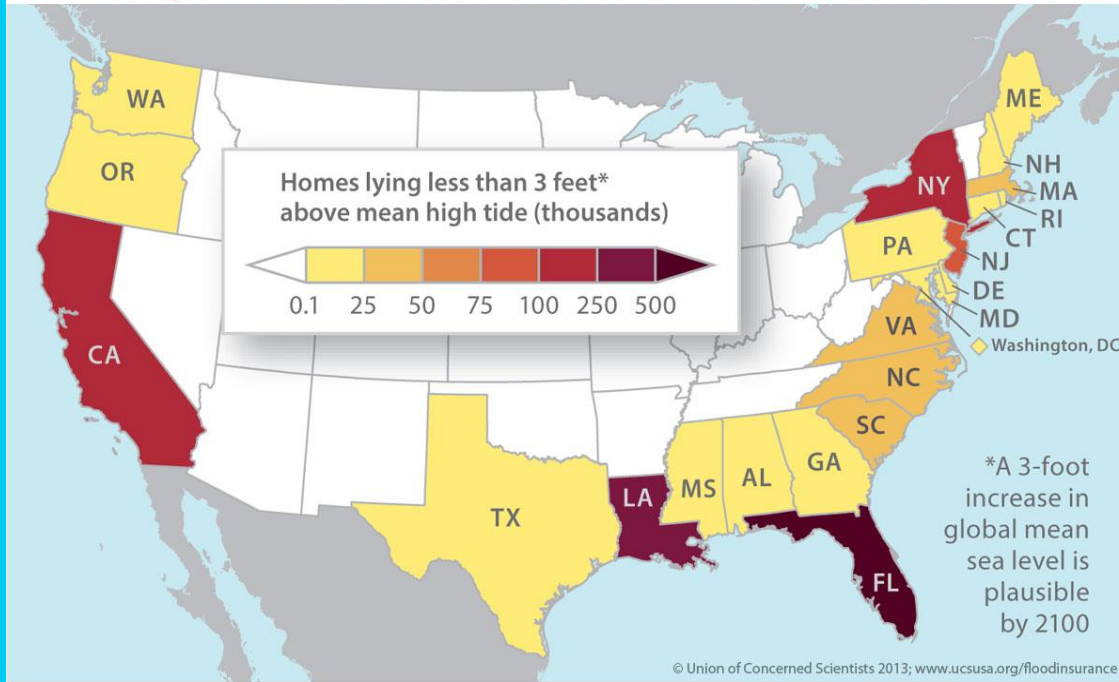 WA
OR
CA
Homes lying less than 3 feet*
above mean high tide (thousands)
0.1 25 50 75 100 250 500
ME
NH
NY
MA
RI
CT
PA
NJ
DE
MD
VA
Washington, DC
NC
SC
GA
AL
MS
LA
TX
FL
*A 3-foot
increase in
global mean
sea level is
plausible
by 2100
© Union of Concerned Scientists 2013; www.ucsusa.org/floodinsurance